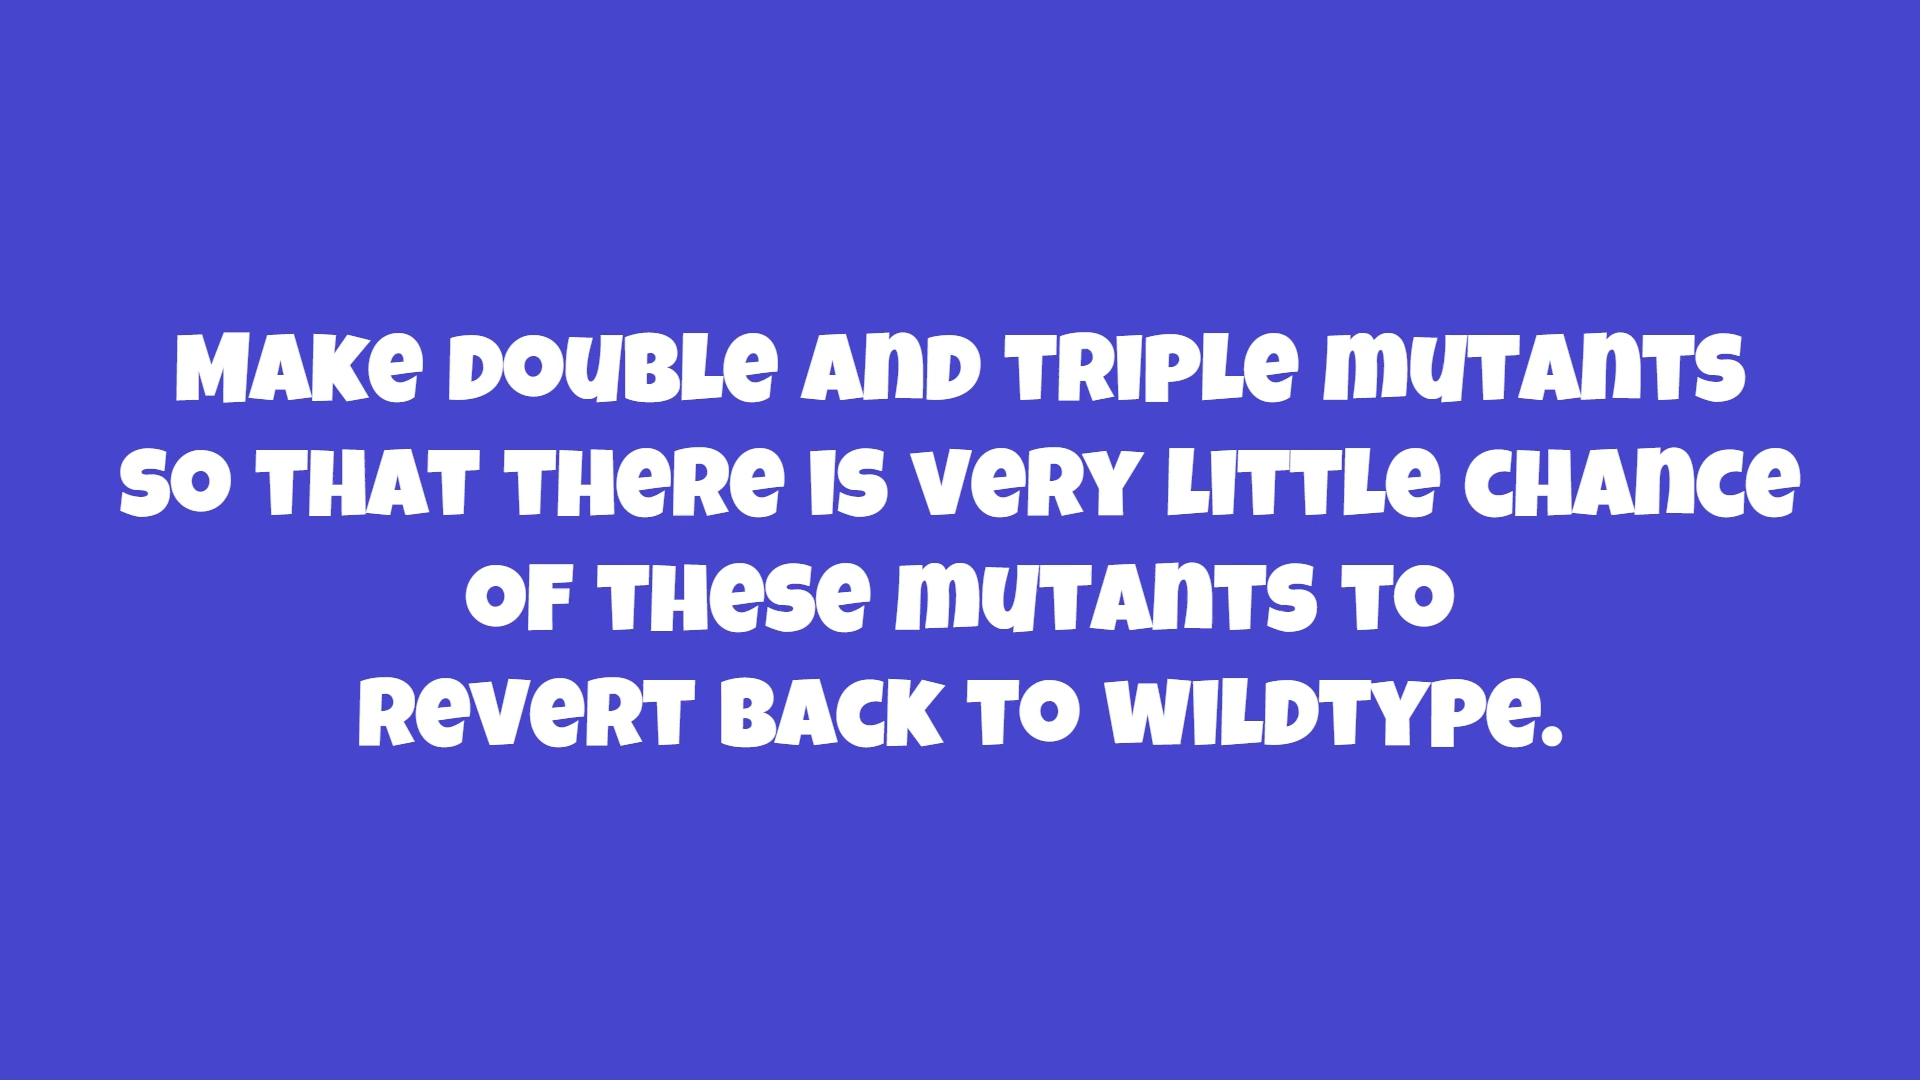 Make double and triple mutants
so that there is very little chance
of these mutants to
revert back to wildtype.